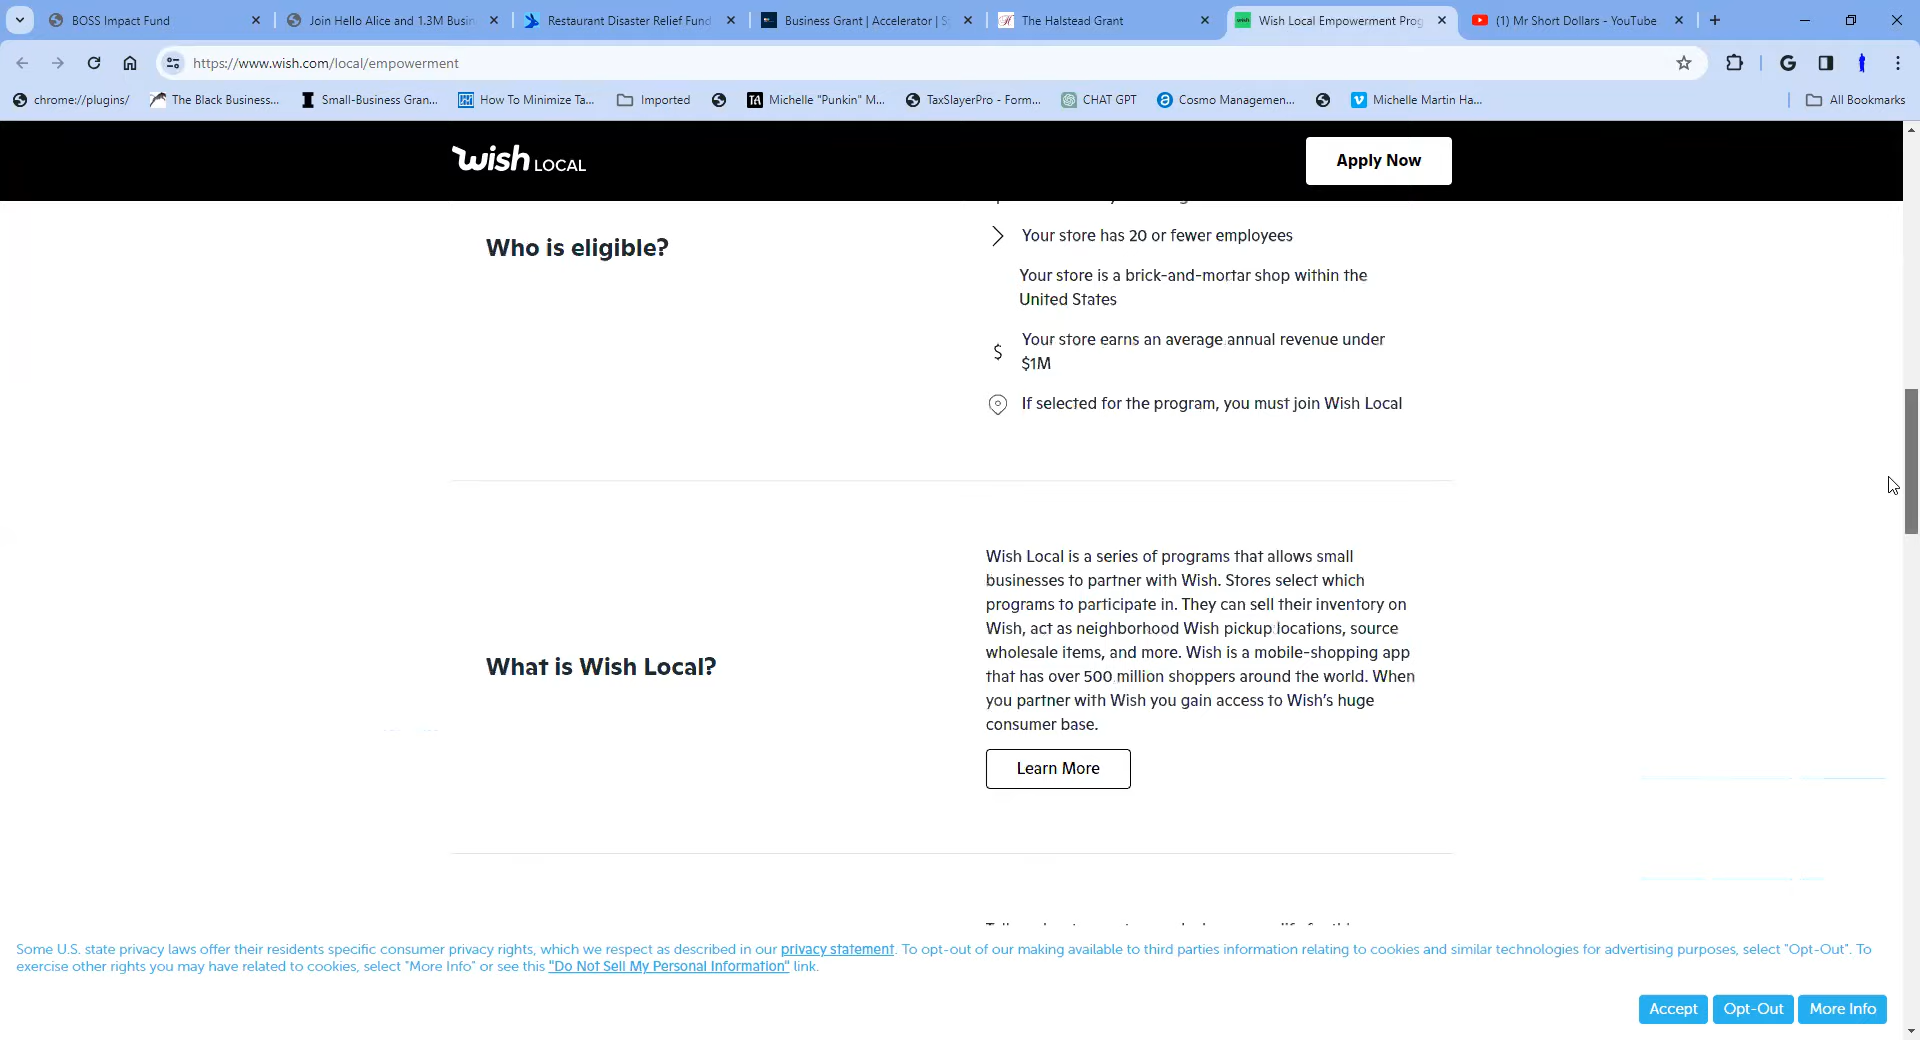 BOSS Impact Fund
Join Hello Alice and 1.3M Busin
Restaurant Disaster Relief Fund
Business Grant | Accelerator | S
The Halstead Grant
Wish Local Empowerment Prog
(1) Mr Short Dollars - YouTube
https://www.wish.com/local/empowerment
chrome://plugins/
The Black Business...
Small-Business Gran...
How To Minimize Ta...
Imported
Michelle "Punkin" M...
TaxSlayerPro - Form...
CHAT GPT
Cosmo Managemen...
Michelle Martin Ha...
All Bookmarks
wish LOCAL
Apply Now
Who is eligible?
Your store has 20 or fewer employees
Your store is a brick-and-mortar shop within the
United States
Your store earns an average annual revenue under
$1M
If selected for the program, you must join Wish Local
What is Wish Local?
Wish Local is a series of programs that allows small
businesses to partner with Wish. Stores select which
programs to participate in. They can sell their inventory on
Wish, act as neighborhood Wish pickup locations, source
wholesale items, and more. Wish is a mobile-shopping app
that has over 500 million shoppers around the world. When
you partner with Wish you gain access to Wish's huge
consumer base.
Learn More
Some U.S. state privacy laws offer their residents specific consumer privacy rights, which we respect as described in our privacy statement. To opt-out of our making available to third parties information relating to cookies and similar technologies for advertising purposes, select "Opt-Out". To
exercise other rights you may have related to cookies, select "More Info" or see this "Do Not Sell My Personal Information" link.
Accept
Opt-Out
More Info